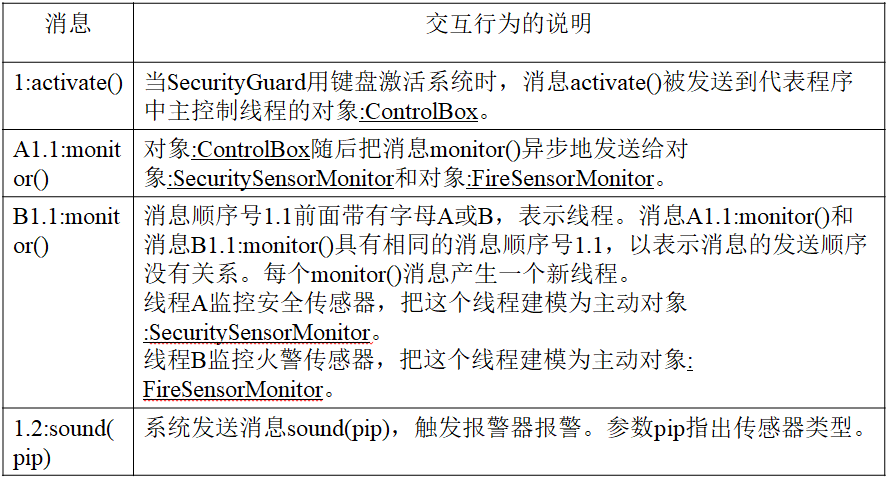 消息 交互行为的说明
1:activate() 当SecurityGuard用键盘激活系统时，消息activate()被发送到代表程序
中主控制线程的对象:ControlBox。
A1.1:monit 对象:ControlBox随后把消息monitor()异步地发送给对
or() 象:SecuritySensorMonitor和对象:FireSensorMonitor。
B1.1:monit 消息顺序号1.1前面带有字母A或B，表示线程。消息A1.1:monitor()和
or() 消息B1.1:monitor()具有相同的消息顺序号1.1，以表示消息的发送顺序
没有关系。每个monitor()消息产生一个新线程。
线程A监控安全传感器，把这个线程建模为主动对象
:SecuritySensorMonitor。
线程B监控火警传感器，把这个线程建模为主动对象:
FireSensorMonitor。
1.2:sound( 系统发送消息sound(pip)，触发报警器报警。参数pip指出传感器类型。
pip)